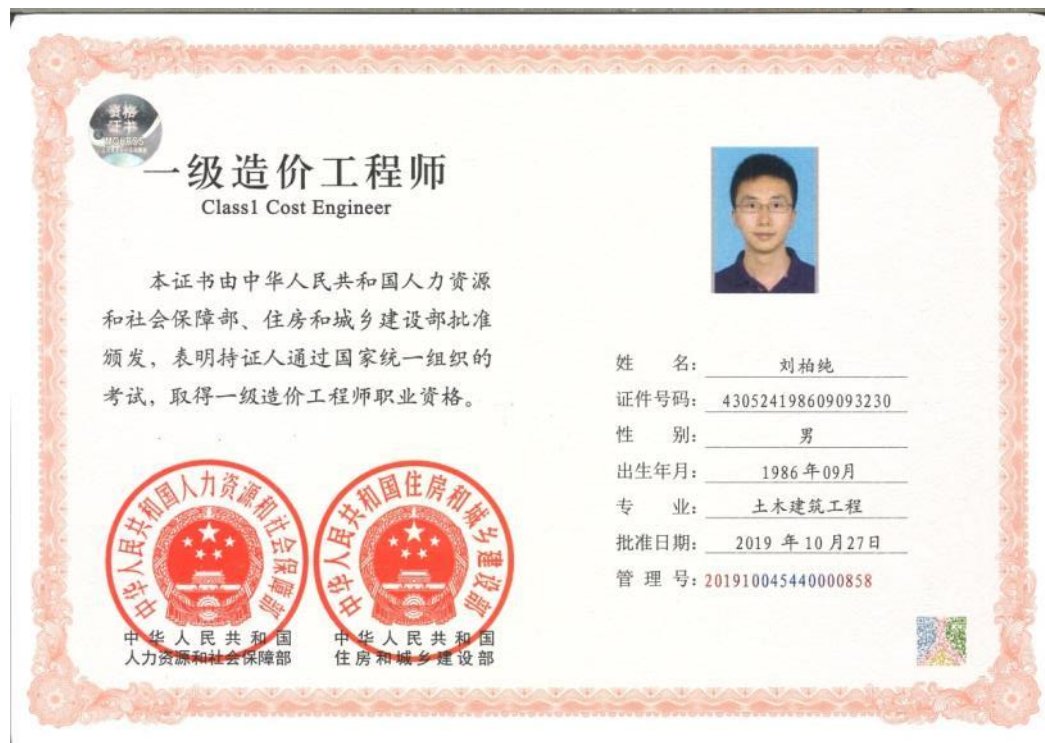 资格
证书
MOHRSS
一级造价工程师
Class1 Cost Engineer
本证书由中华人民共和国人力资源
和社会保障部、住房和城乡建设部批准
颁发，表明持证人通过国家统一组织的
考试，取得一级造价工程师职业资格。
中华人民共和国人力资源和社会保障部
中华人民共和国住房和城乡建设部
中华人民共和国
人力资源和社会保障部
中华人民共和国
住房和城乡建设部
姓 名：刘柏纯
证件号码：430524198609093230
性 别：男
出生年月：1986年09月
专 业：土木建筑工程
批准日期：2019 年 10 月27日
管 理 号：201910045440000858